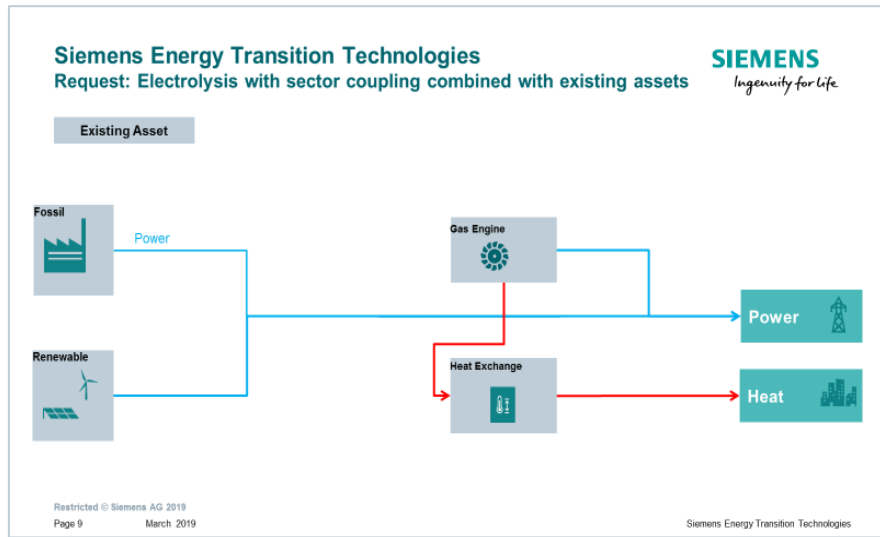 Siemens Energy Transition Technologies
Request: Electrolysis with sector coupling combined with existing assets
SIEMENS
Ingenuity for life
Existing Asset
Fossil
Power
Gas Engine
Power
Renewable
Heat Exchange
Heat
Restricted © Siemens AG 2019
Page 9 March 2019 Siemens Energy Transition Technologies